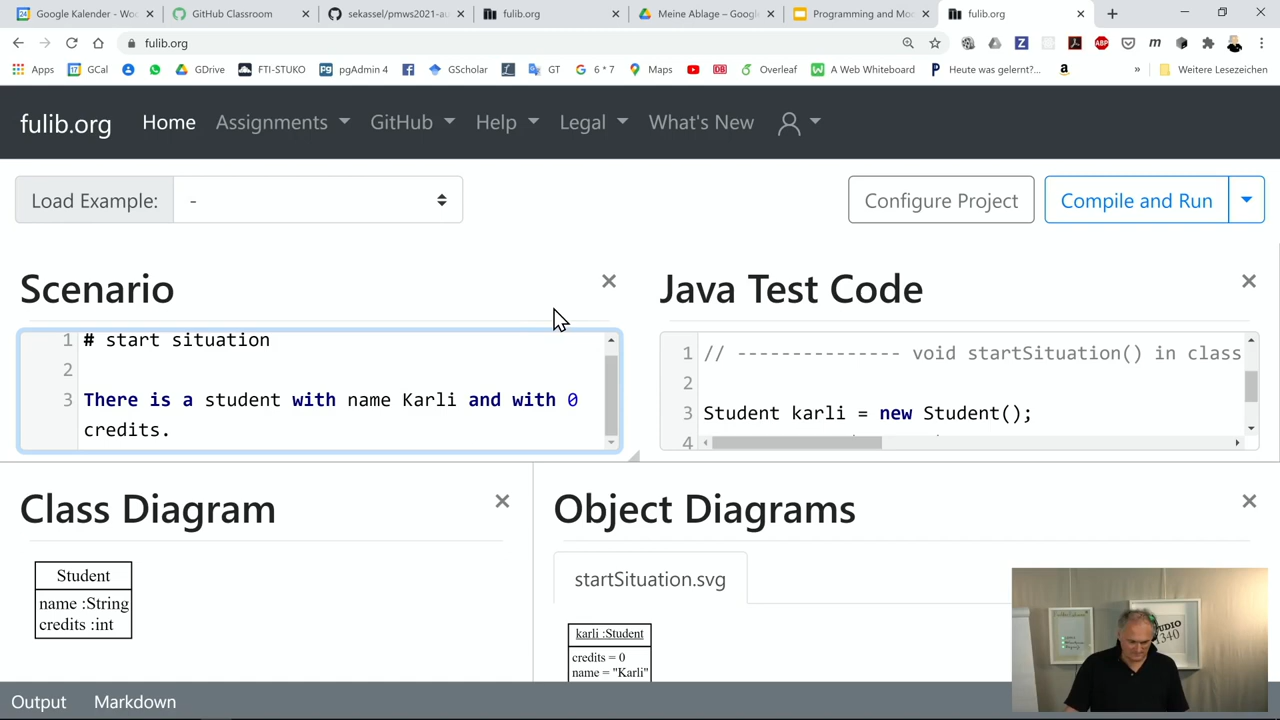 Google Kalender - Wo
GitHub Classroom
sekassel/pmws2021-au
fulib.org
Meine Ablage – Google
Programming and Mo
fulib.org
fulib.org
Apps
GCal
GDrive
FTI-STUKO
pgAdmin 4
GScholar
GT
6 * 7
Maps
Overleaf
A Web Whiteboard
Heute was gelernt?...
Weitere Lesezeichen
fulib.org
Home
Assignments
GitHub
Help
Legal
What's New
Load Example:
-
Configure Project
Compile and Run
Scenario
Java Test Code
1 # start situation
2
3 There is a student with name Karli and with 0
credits.
1 // --------------- void startSituation() in class
2
3 Student karli = new Student();
4
Class Diagram
Object Diagrams
Student
name :String
credits :int
startSituation.svg
karli :Student
credits = 0
name = "Karli"
STUDIO
1340
Output
Markdown